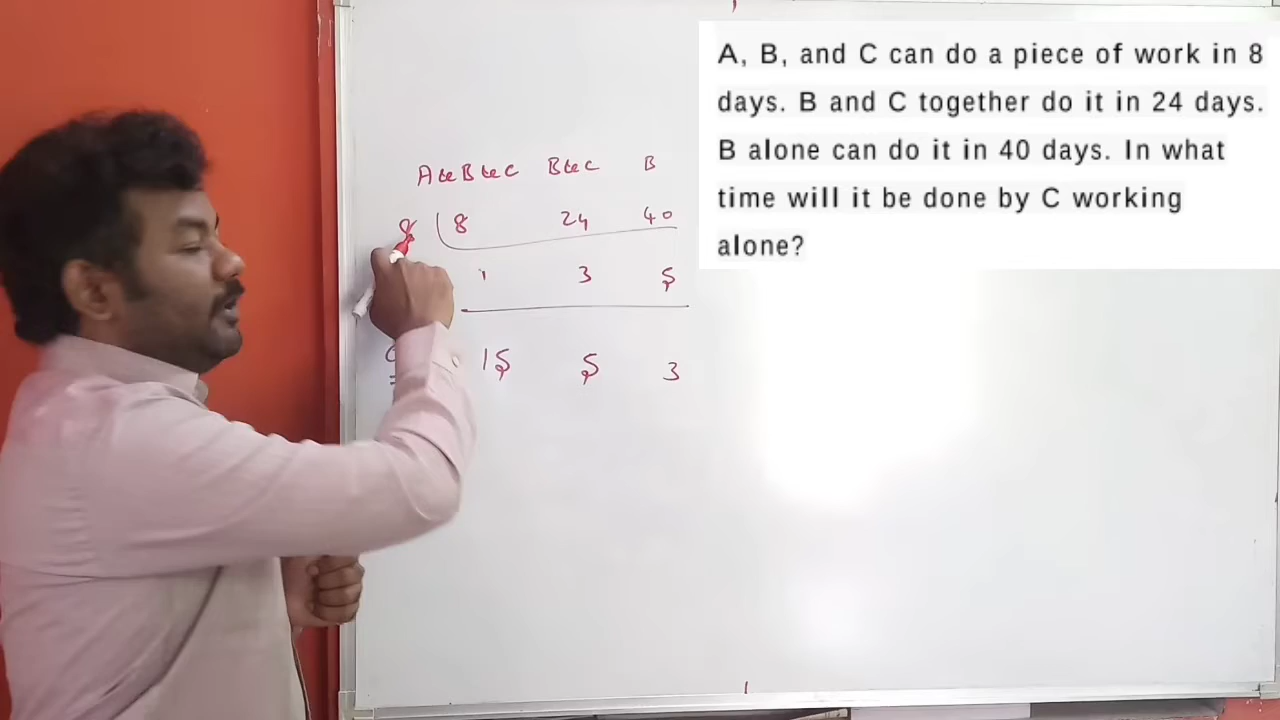 A, B, and C can do a piece of work in 8
days. B and C together do it in 24 days.
B alone can do it in 40 days. In what
time will it be done by C working
alone?
A & B & C B & C B
8 8 24 40
1 3 5
15 5 3